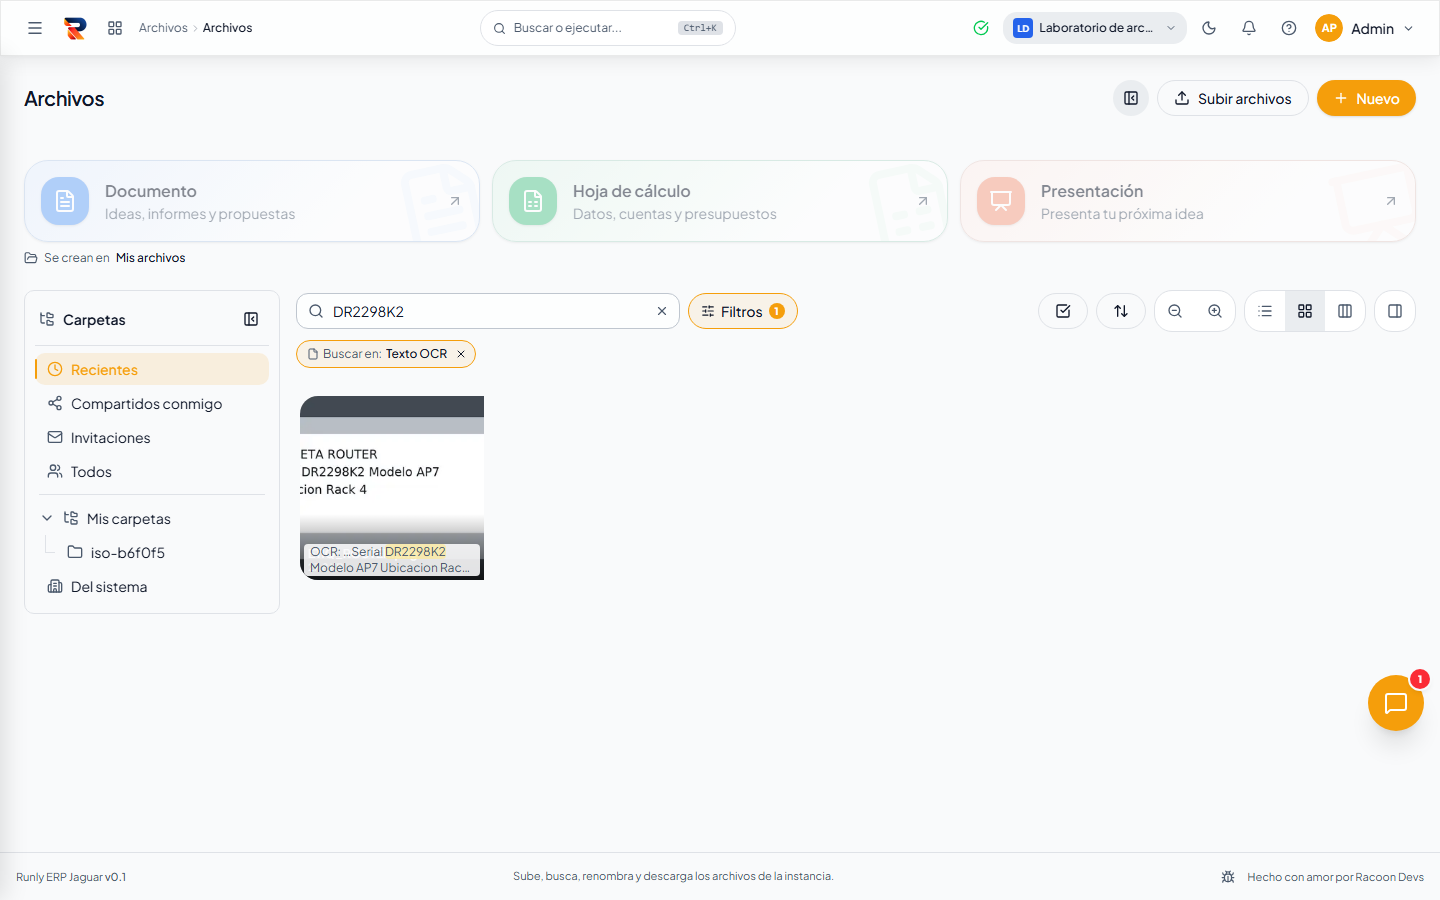 Archivos
Archivos
Buscar o ejecutar...
Ctrl+K
LD
Laboratorio de arc...
AP
Admin
Archivos
Subir archivos
Nuevo
Documento
Ideas, informes y propuestas
Hoja de cálculo
Datos, cuentas y presupuestos
Presentación
Presenta tu próxima idea
Se crean en Mis archivos
Carpetas
Recientes
Compartidos conmigo
Invitaciones
Todos
Mis carpetas
iso-b6f0f5
Del sistema
DR2298K2
Filtros 1
Buscar en: Texto OCR
ETA ROUTER
DR2298K2 Modelo AP7
cion Rack 4
OCR: ...Serial DR2298K2
Modelo AP7 Ubicacion Rac...
1
Runly ERP Jaguar v0.1
Sube, busca, renombra y descarga los archivos de la instancia.
Hecho con amor por Racoon Devs